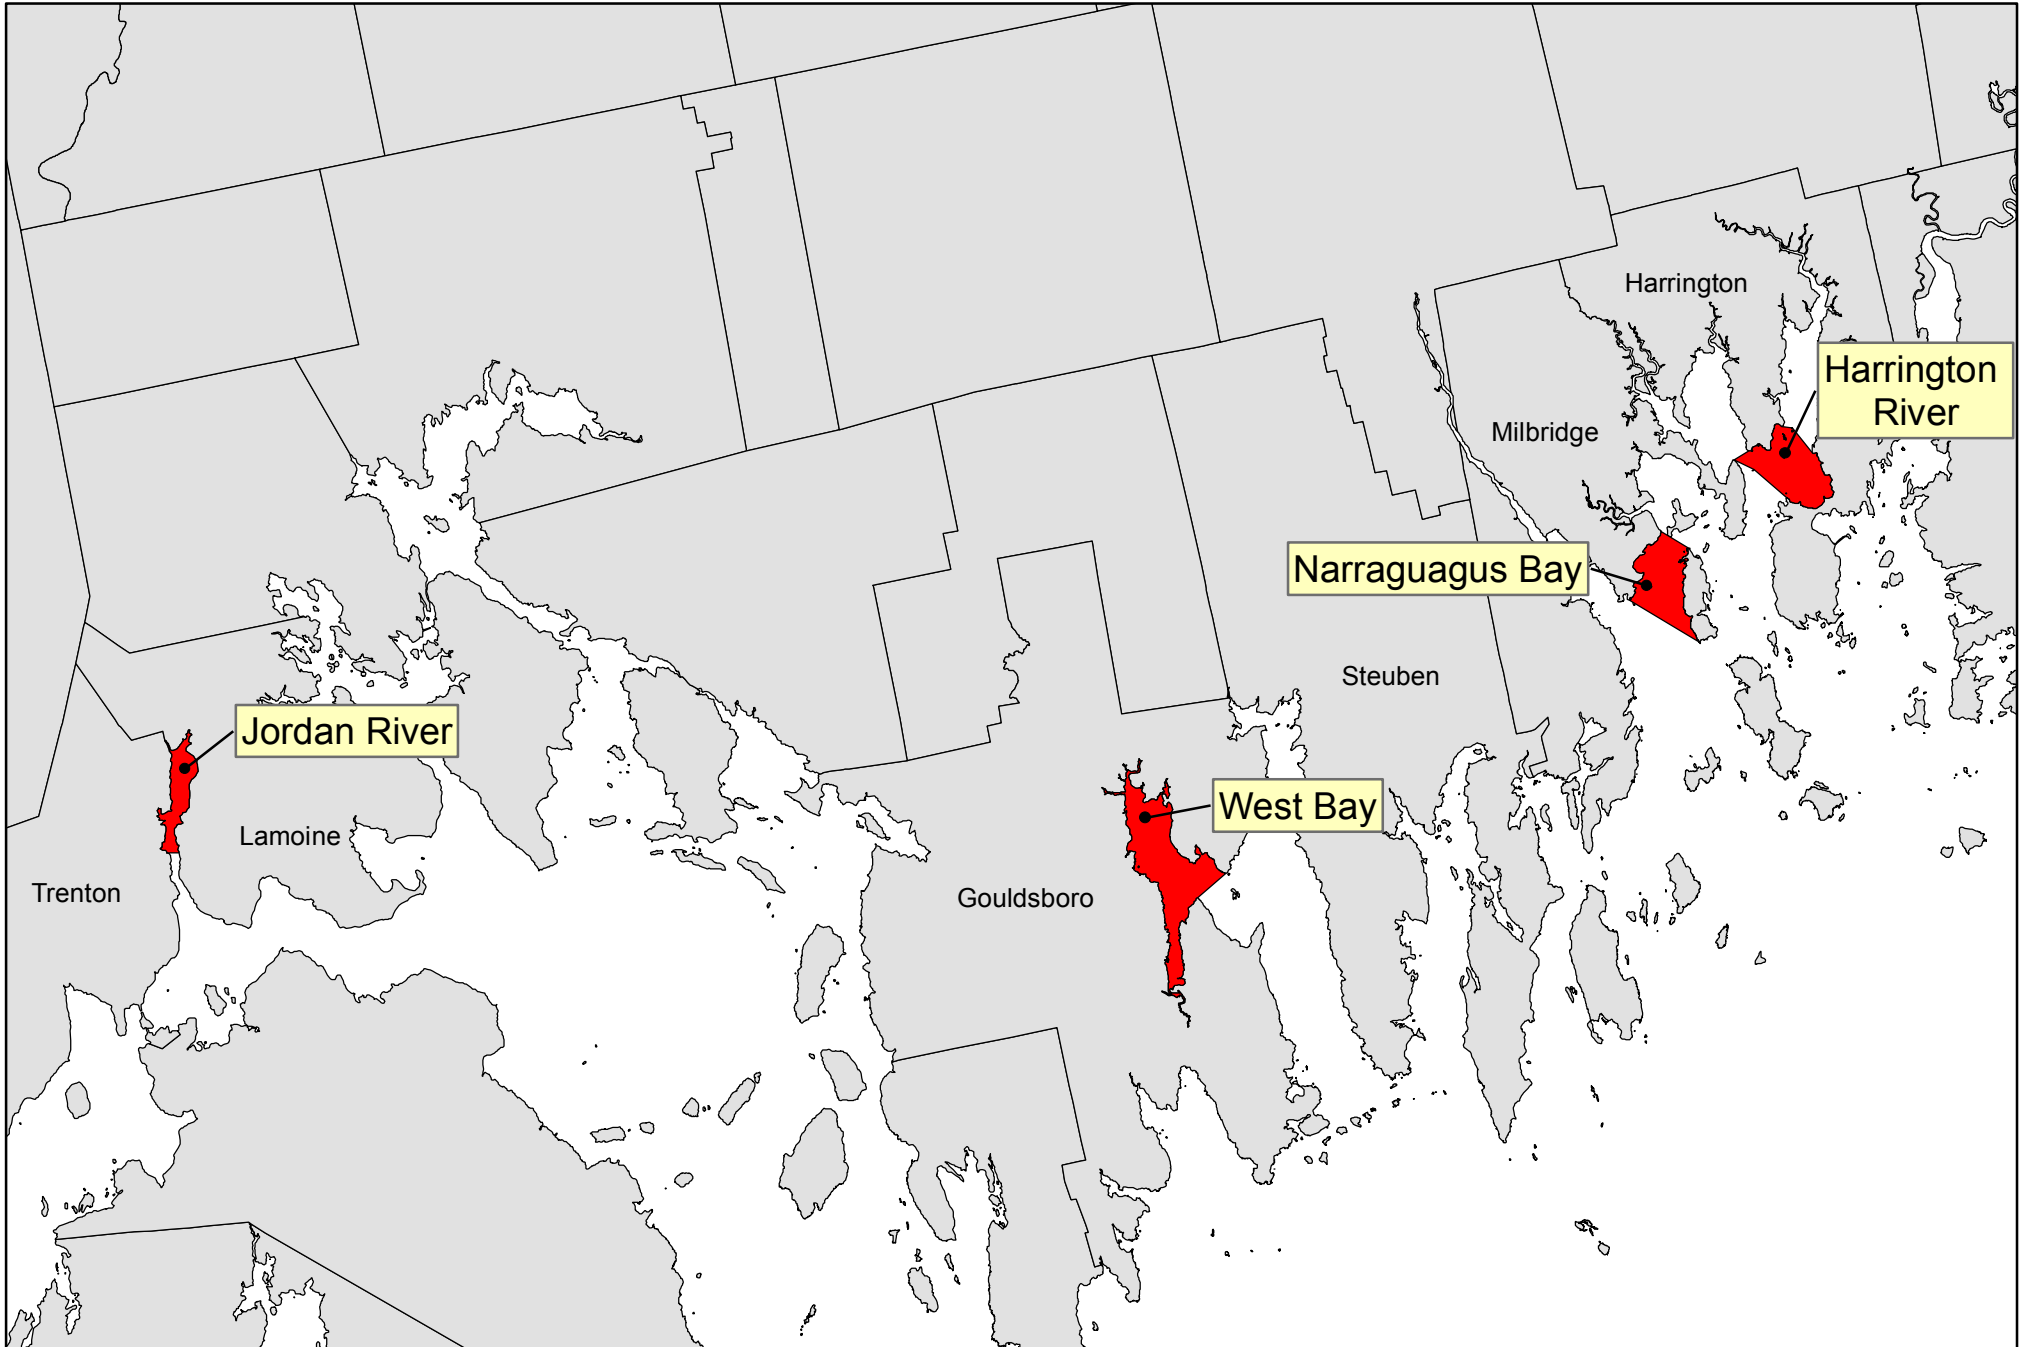 Harrington
Harrington
River
Milbridge
Narraguagus Bay
Steuben
Jordan River
West Bay
Lamoine
Trenton
Gouldsboro